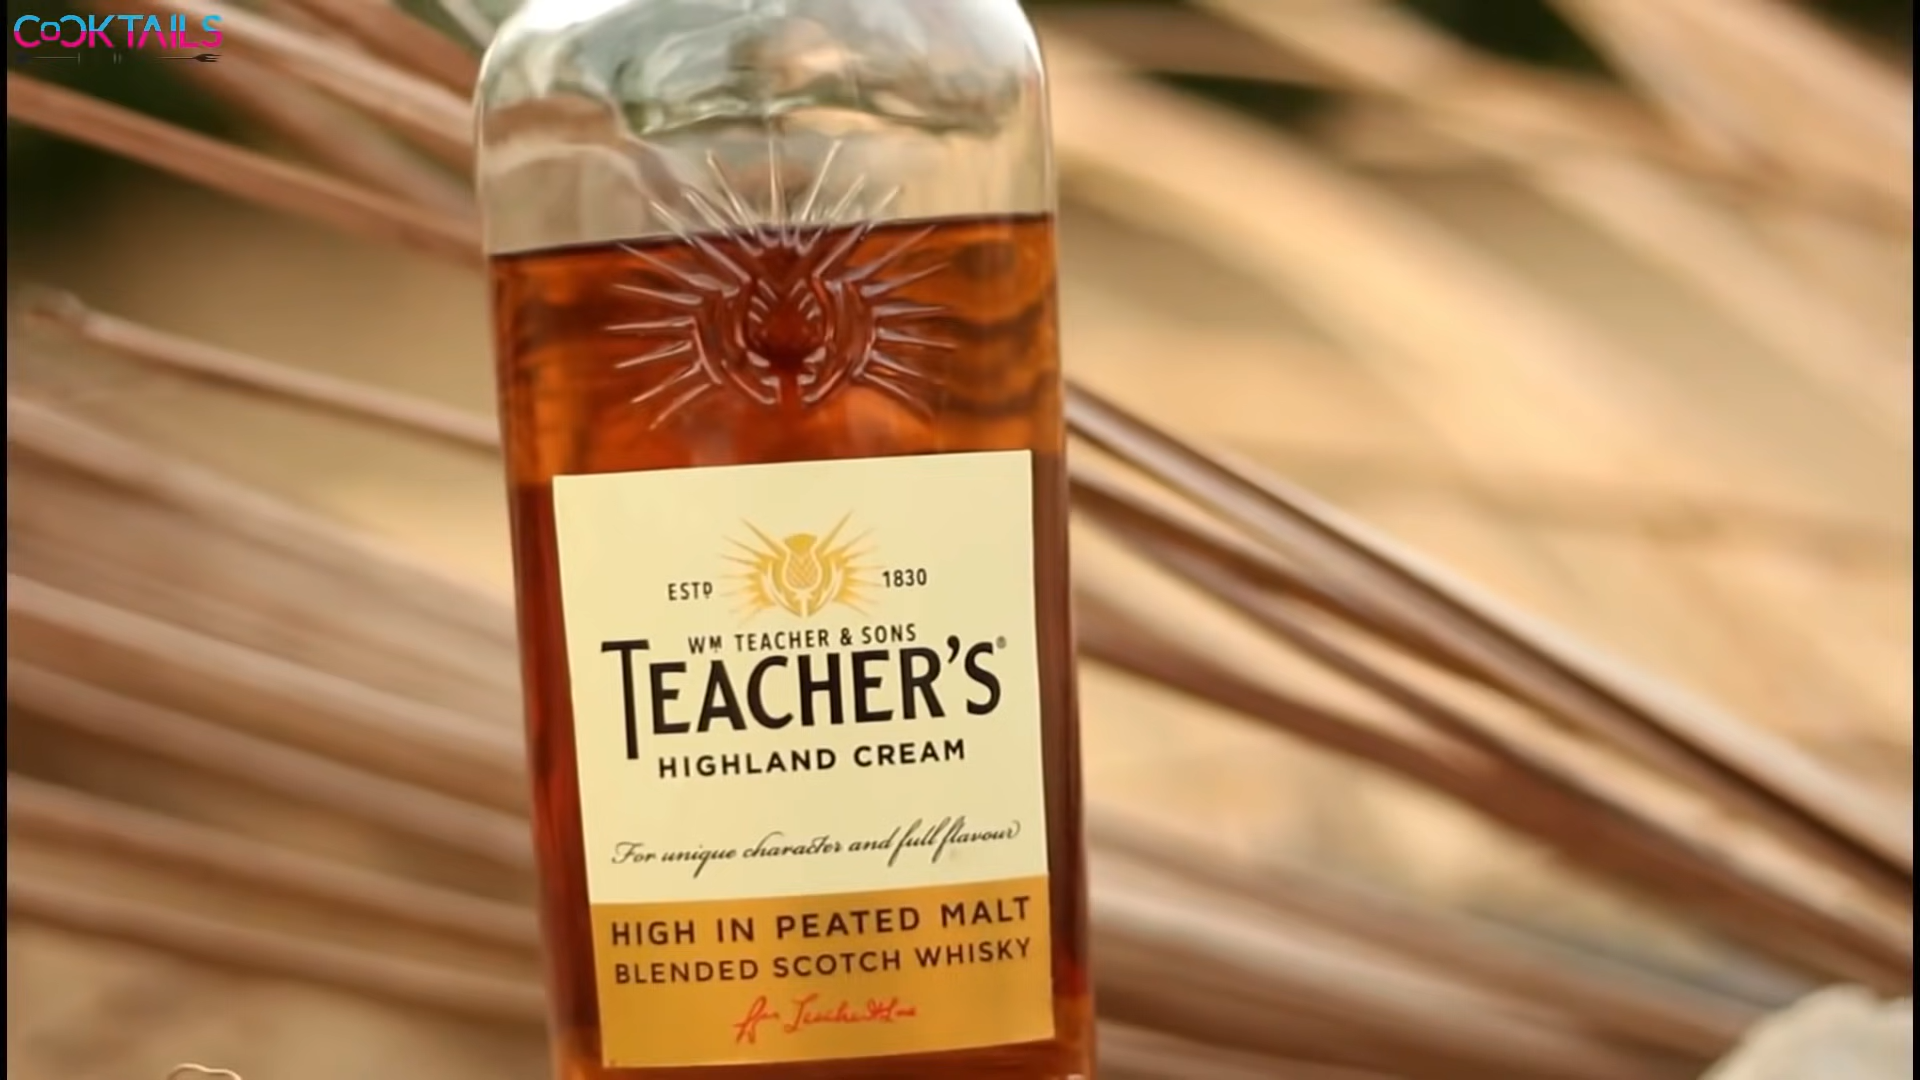 COCKTAILS
ESTD 1830
WM TEACHER & SONS
TEACHER'S®
HIGHLAND CREAM
For unique character and full flavour
HIGH IN PEATED MALT
BLENDED SCOTCH WHISKY